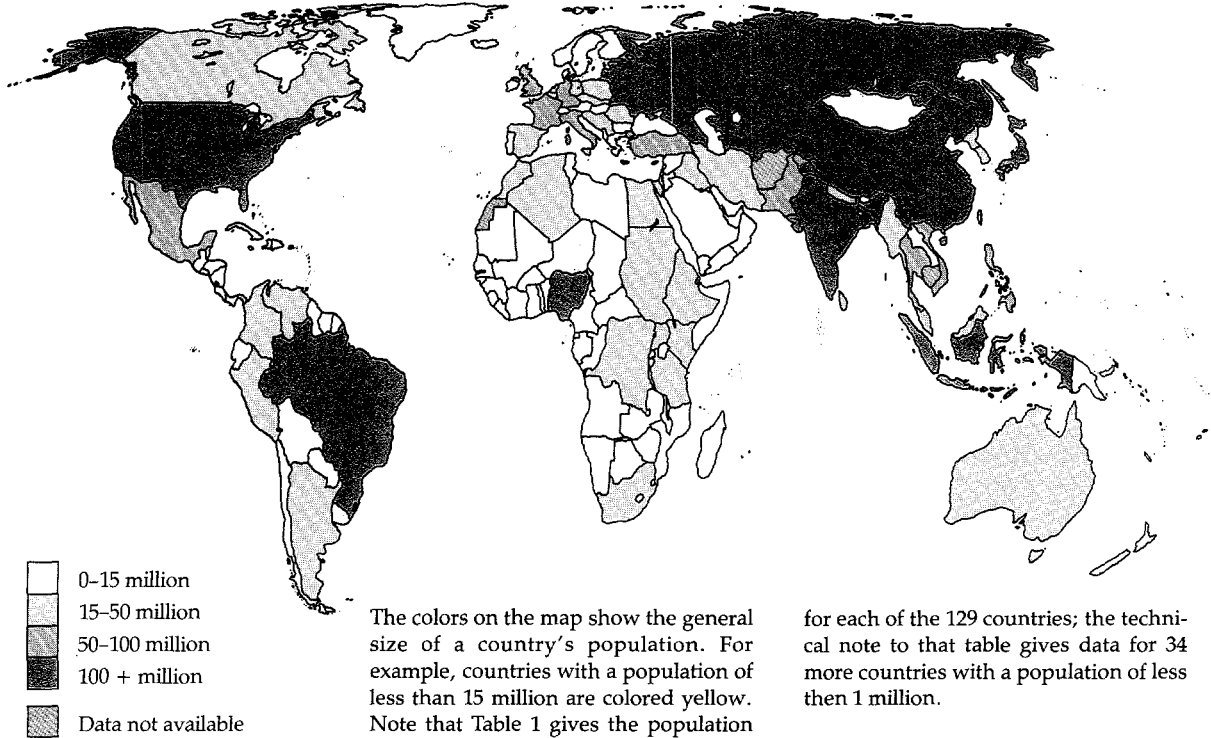 0–15 million
15–50 million
50–100 million
100 + million
Data not available
The colors on the map show the general
size of a country's population. For
example, countries with a population of
less than 15 million are colored yellow.
Note that Table 1 gives the population
for each of the 129 countries; the techni-
cal note to that table gives data for 34
more countries with a population of less
then 1 million.